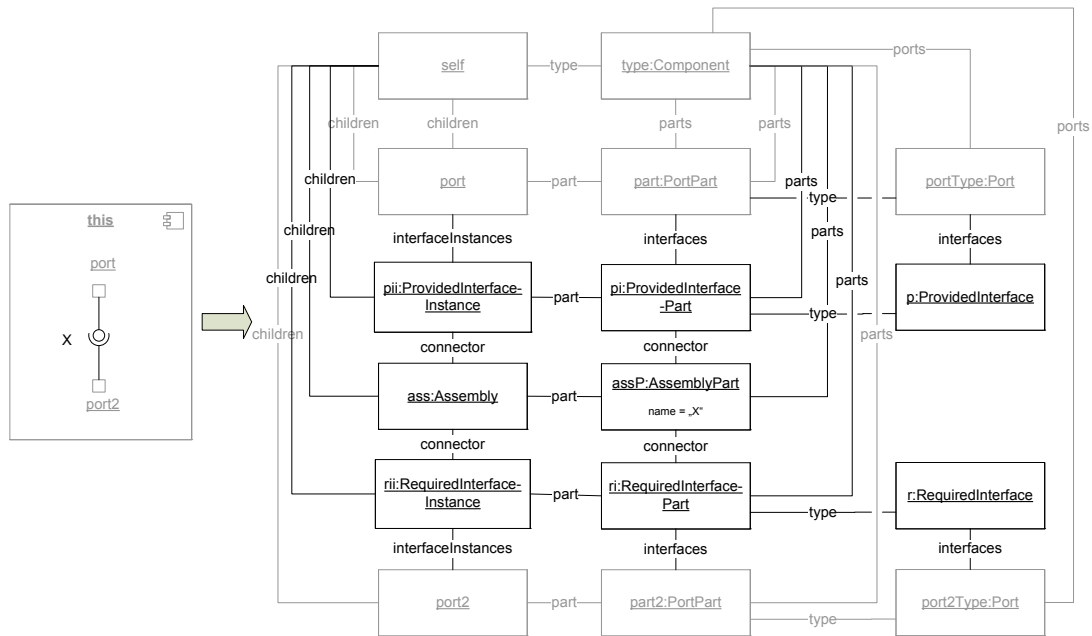 self
type
type:Component
ports
children
children
parts
parts
ports
port
part
part:PortPart
parts
type
portType:Port
children
this
port
X
port2
interfaceInstances
interfaces
interfaces
children
parts
children
parts
pii:ProvidedInterface-
Instance
part
pi:ProvidedInterface
-Part
type
p:ProvidedInterface
children
connector
connector
parts
ass:Assembly
part
assP:AssemblyPart
name = „X“
connector
connector
rii:RequiredInterface-
Instance
part
ri:RequiredInterface-
Part
type
r:RequiredInterface
interfaceInstances
interfaces
interfaces
port2
part
part2:PortPart
type
port2Type:Port